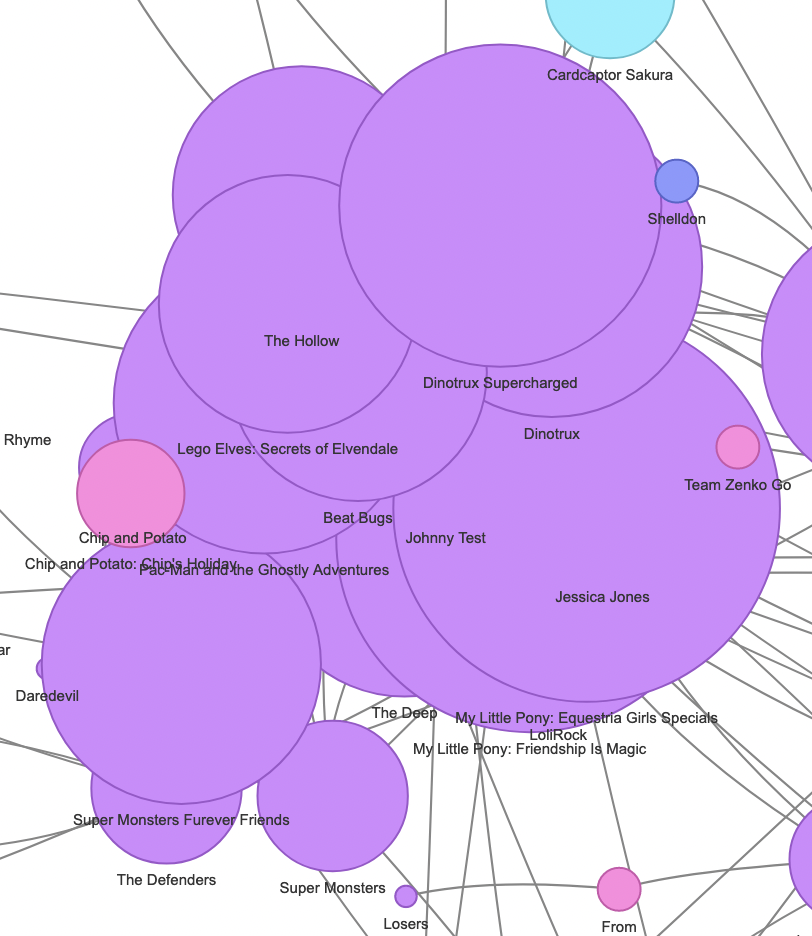 Cardcaptor Sakura
Shelldon
The Hollow
Dinotrux Supercharged
Dinotrux
Rhyme
Lego Elves: Secrets of Elvendale
Team Zenko Go
Beat Bugs
Chip and Potato
Johnny Test
Chip and Potato: Chip's Holiday
Pac-Man and the Ghostly Adventures
Jessica Jones
ar
Daredevil
The Deep
My Little Pony: Equestria Girls Specials
LoliRock
My Little Pony: Friendship Is Magic
Super Monsters Furever Friends
The Defenders
Super Monsters
Losers
From